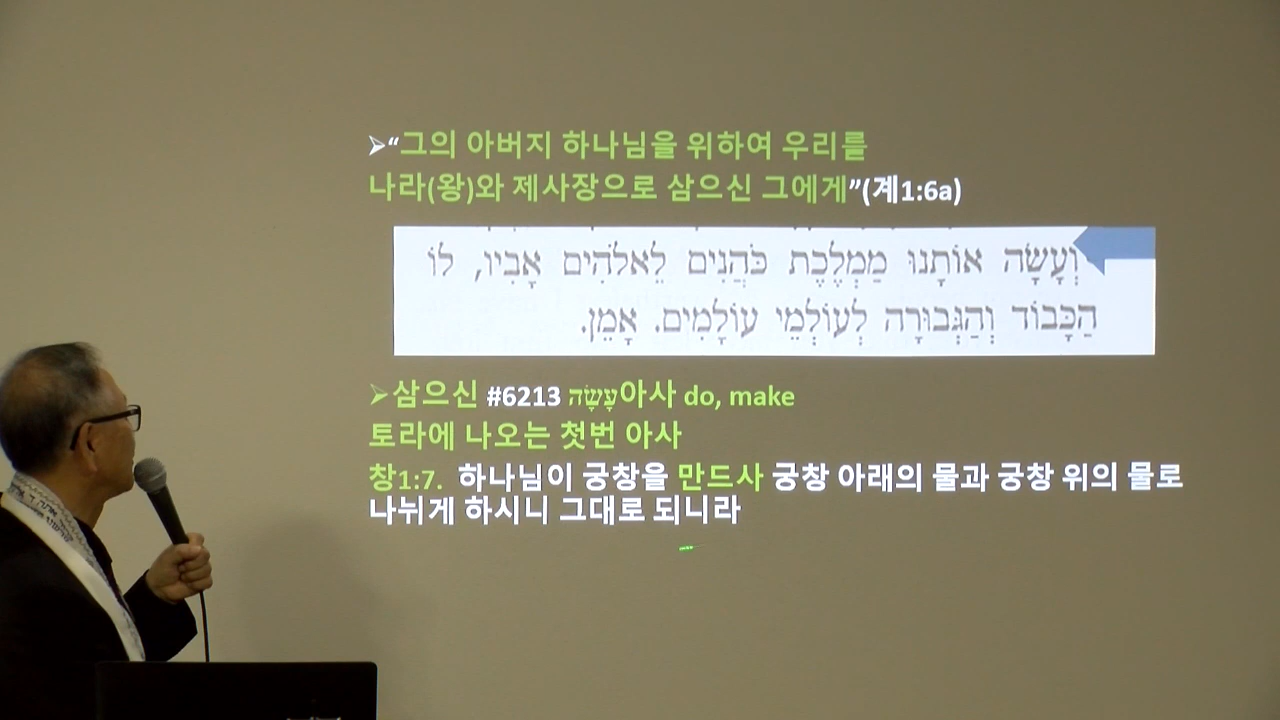 ➢“그의 아버지 하나님을 위하여 우리를
나라(왕)와 제사장으로 삼으신 그에게”(계1:6a)
וְעָשָׂה אוֹתָנוּ מַמְלֶכֶת כֹּהֲנִים לֵאלֹהִים אָבִיו, לוֹ
הַכָּבוֹד וְהַגְּבוּרָה לְעוֹלְמֵי עוֹלָמִים. אָמֵן.
➢삼으신 #6213 עָשָׂה아사 do, make
토라에 나오는 첫번 아사
창1:7. 하나님이 궁창을 만드사 궁창 아래의 물과 궁창 위의 물로
나뉘게 하시니 그대로 되니라